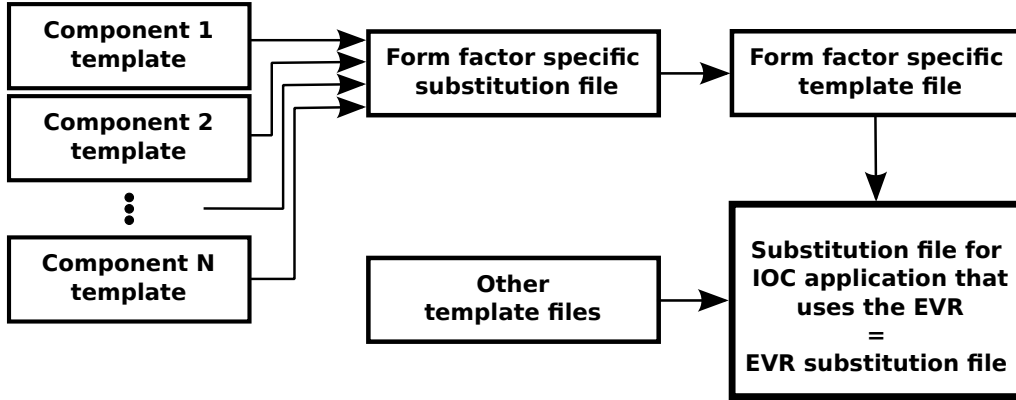 Component 1
template
Component 2
template
Component N
template
Form factor specific
substitution file
Form factor specific
template file
Other
template files
Substitution file for
IOC application that
uses the EVR
=
EVR substitution file